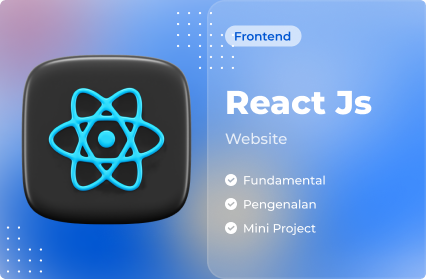 Frontend
React Js
Website
Fundamental
Pengenalan
Mini Project